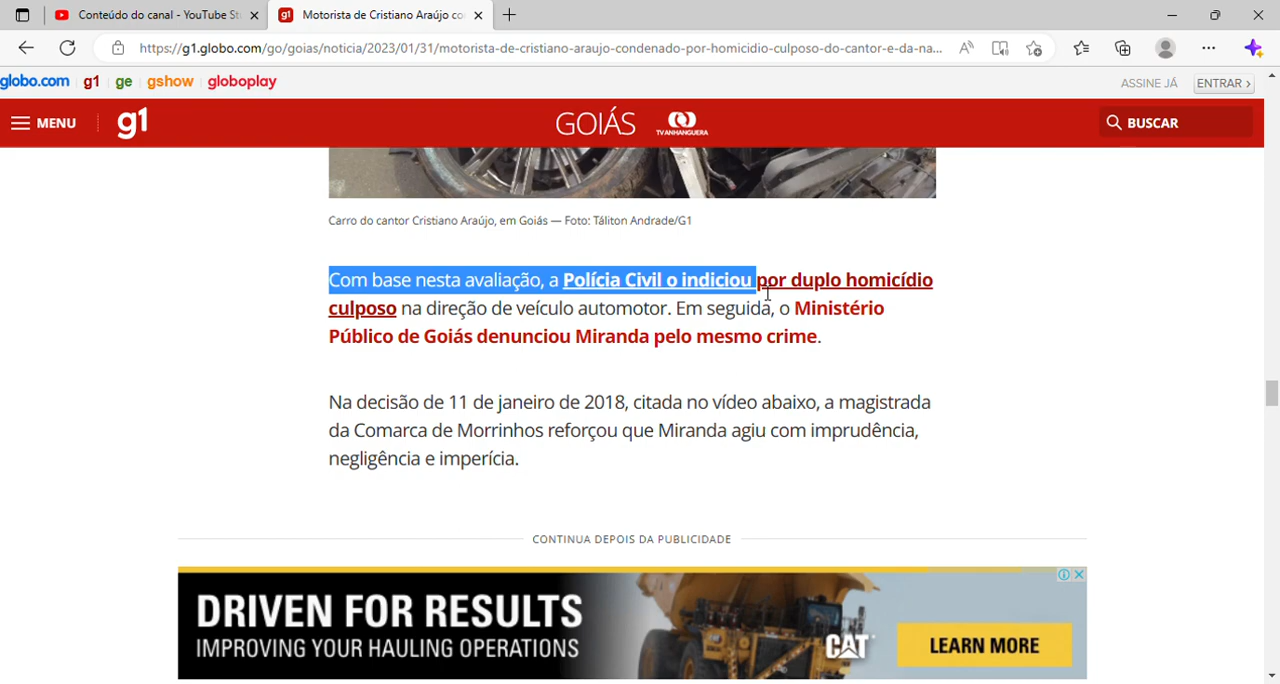 Conteúdo do canal - YouTube St
Motorista de Cristiano Araújo co
https://g1.globo.com/go/goias/noticia/2023/01/31/motorista-de-cristiano-araujo-condenado-por-homicidio-culposo-do-cantor-e-da-na...
globo.com g1 ge gshow globoplay ASSINE JÁ ENTRAR ›
MENU g1 GOIÁS TV ANHANGUERA BUSCAR
Carro do cantor Cristiano Araújo, em Goiás — Foto: Táliton Andrade/G1
Com base nesta avaliação, a Polícia Civil o indiciou por duplo homicídio
culposo na direção de veículo automotor. Em seguida, o Ministério
Público de Goiás denunciou Miranda pelo mesmo crime.
Na decisão de 11 de janeiro de 2018, citada no vídeo abaixo, a magistrada
da Comarca de Morrinhos reforçou que Miranda agiu com imprudência,
negligência e imperícia.
CONTINUA DEPOIS DA PUBLICIDADE
DRIVEN FOR RESULTS
IMPROVING YOUR HAULING OPERATIONS
CAT
LEARN MORE